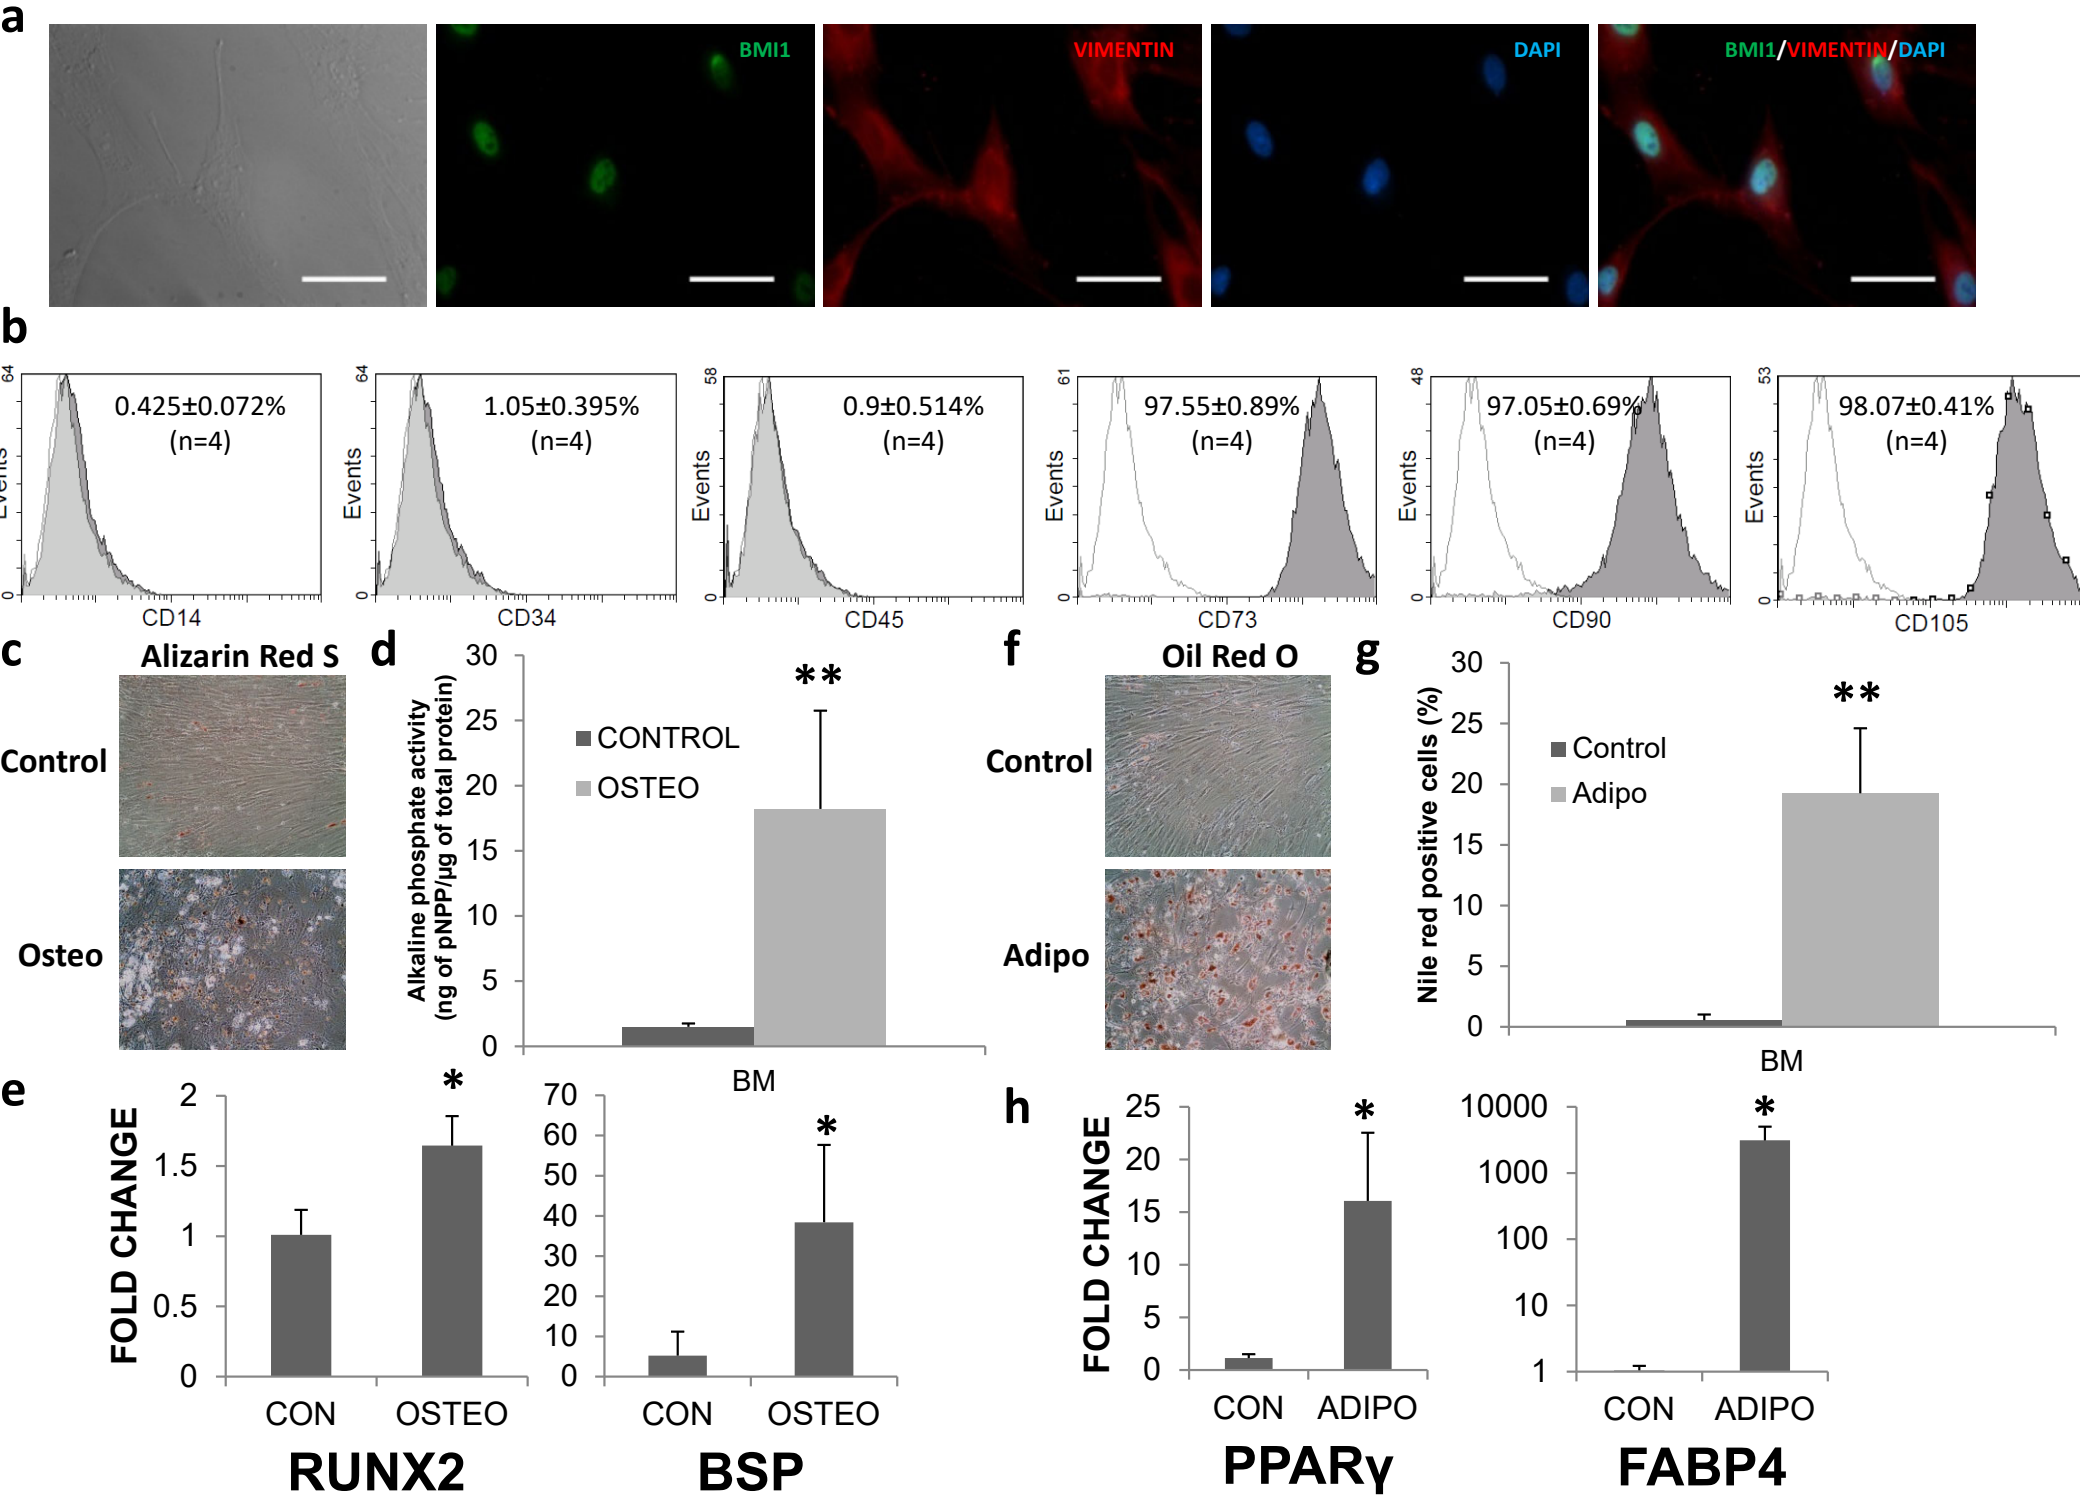 a
BMI1
VIMENTIN
DAPI
BMI1/VIMENTIN/DAPI
b
64
0.425±0.072%
(n=4)
Events
0
CD14
64
1.05±0.395%
(n=4)
Events
0
CD34
58
0.9±0.514%
(n=4)
Events
0
CD45
61
97.55±0.89%
(n=4)
Events
0
CD73
48
97.05±0.69%
(n=4)
Events
0
CD90
53
98.07±0.41%
(n=4)
Events
0
CD105
c
Alizarin Red S
Control
Osteo
d
Alkaline phosphate activity
(ng of pNPP/µg of total protein)
30
25
20
15
10
5
0
**
CONTROL
OSTEO
BM
f
Oil Red O
Control
Adipo
g
Nile red positive cells (%)
30
25
20
15
10
5
0
**
Control
Adipo
BM
e
FOLD CHANGE
2
1.5
1
0.5
0
*
CON
OSTEO
RUNX2
70
60
50
40
30
20
10
0
*
CON
OSTEO
BSP
h
FOLD CHANGE
25
20
15
10
5
0
*
CON
ADIPO
PPARγ
10000
1000
100
10
1
*
CON
ADIPO
FABP4